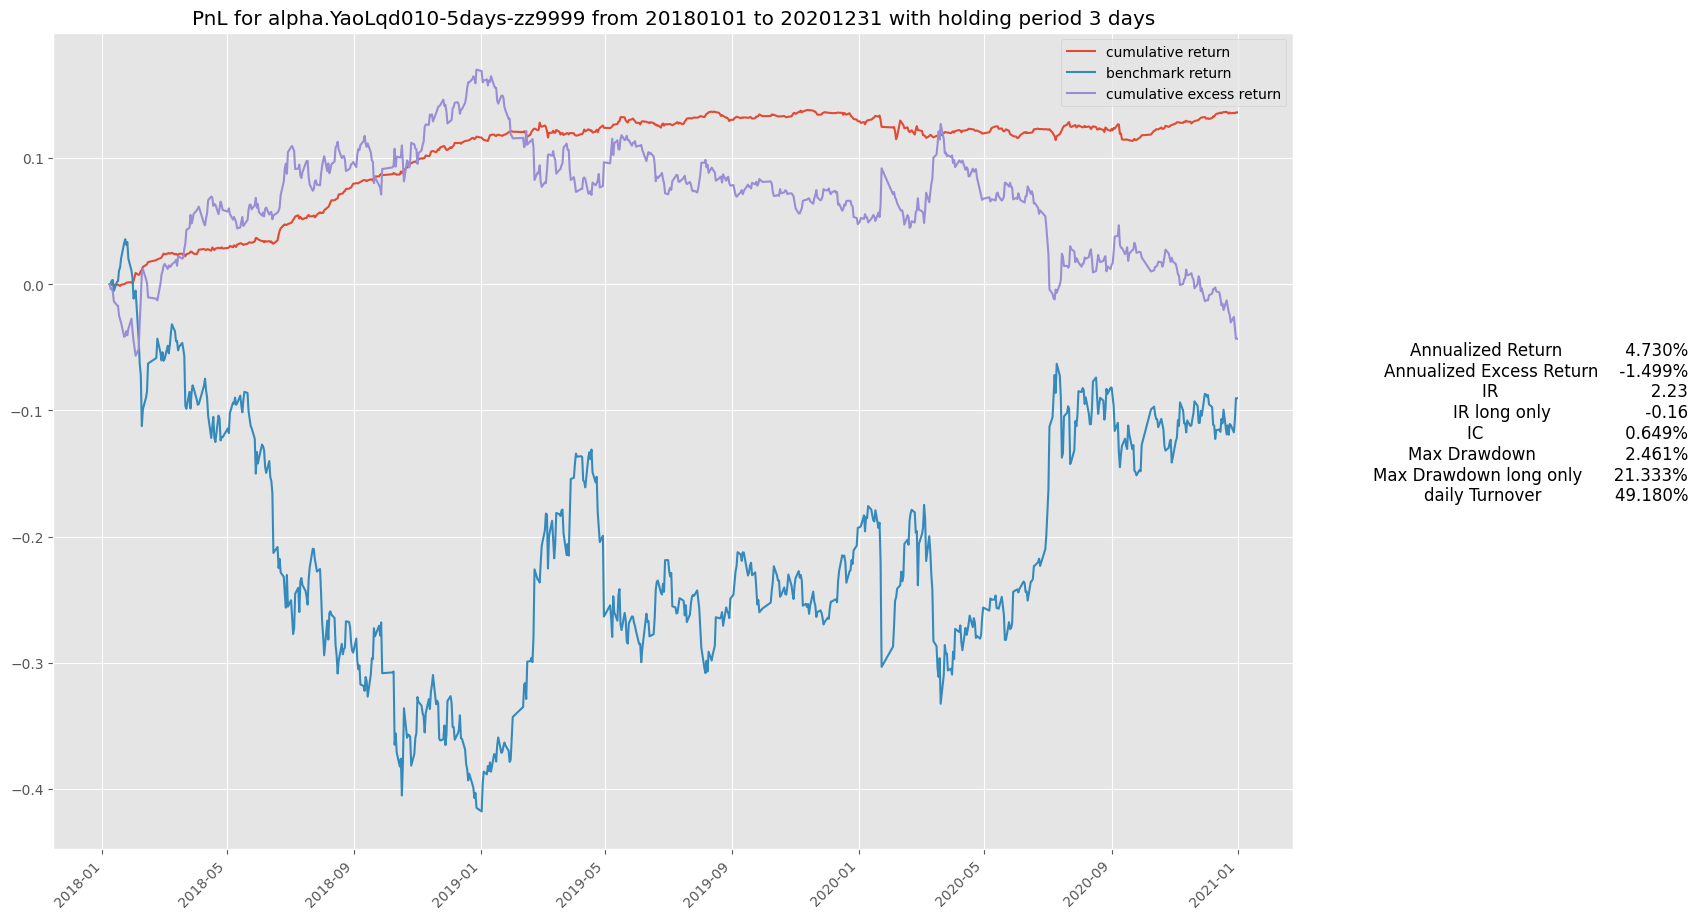 PnL for alpha.YaoLqd010-5days-zz9999 from 20180101 to 20201231 with holding period 3 days
cumulative return
benchmark return
cumulative excess return
0.1
0.0
−0.1
−0.2
−0.3
−0.4
2018-01
2018-05
2018-09
2019-01
2019-05
2019-09
2020-01
2020-05
2020-09
2021-01
Annualized Return 4.730%
Annualized Excess Return -1.499%
IR 2.23
IR long only -0.16
IC 0.649%
Max Drawdown 2.461%
Max Drawdown long only 21.333%
daily Turnover 49.180%